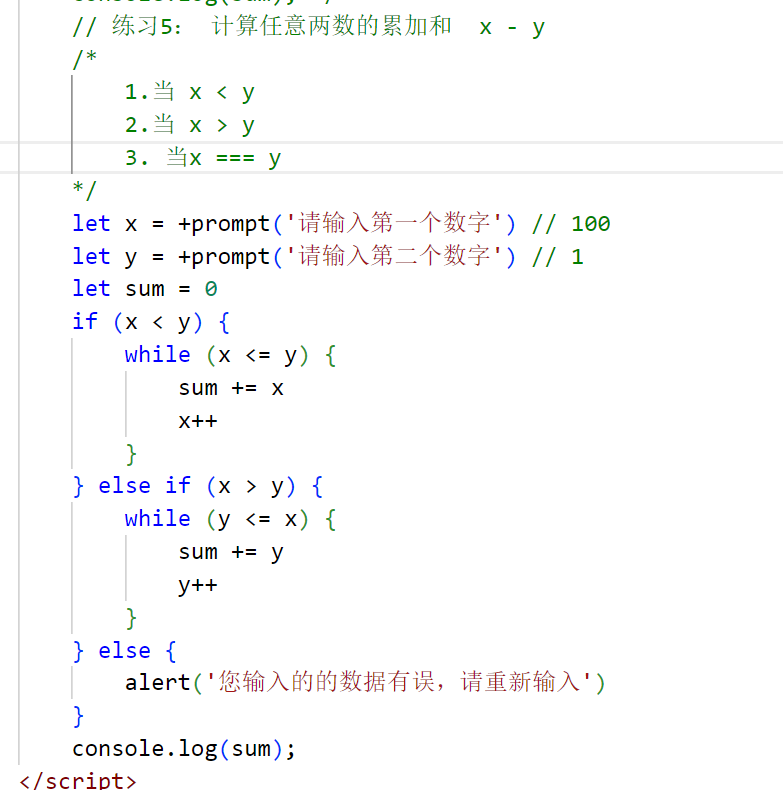 console.log(sum); */
// 练习5： 计算任意两数的累加和  x - y
/*
    1.当 x < y
    2.当 x > y
    3. 当x === y
*/
let x = +prompt('请输入第一个数字') // 100
let y = +prompt('请输入第二个数字') // 1
let sum = 0
if (x < y) {
    while (x <= y) {
        sum += x
        x++
    }
} else if (x > y) {
    while (y <= x) {
        sum += y
        y++
    }
} else {
    alert('您输入的的数据有误，请重新输入')
}
console.log(sum);
</script>